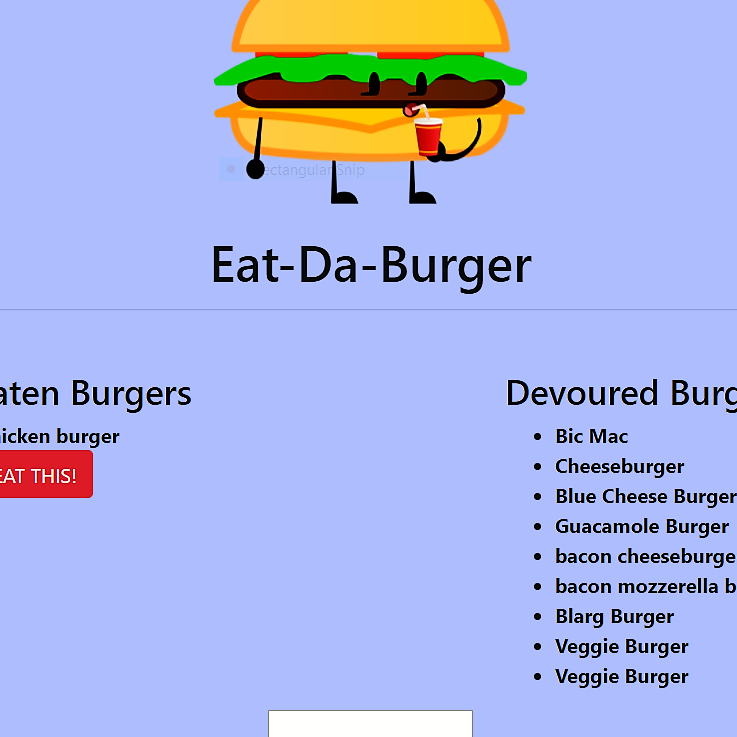 Rectangular Snip
Eat-Da-Burger
aten Burgers
icken burger
EAT THIS!
Devoured Burg
Bic Mac
Cheeseburger
Blue Cheese Burger
Guacamole Burger
bacon cheeseburge
bacon mozzerella b
Blarg Burger
Veggie Burger
Veggie Burger